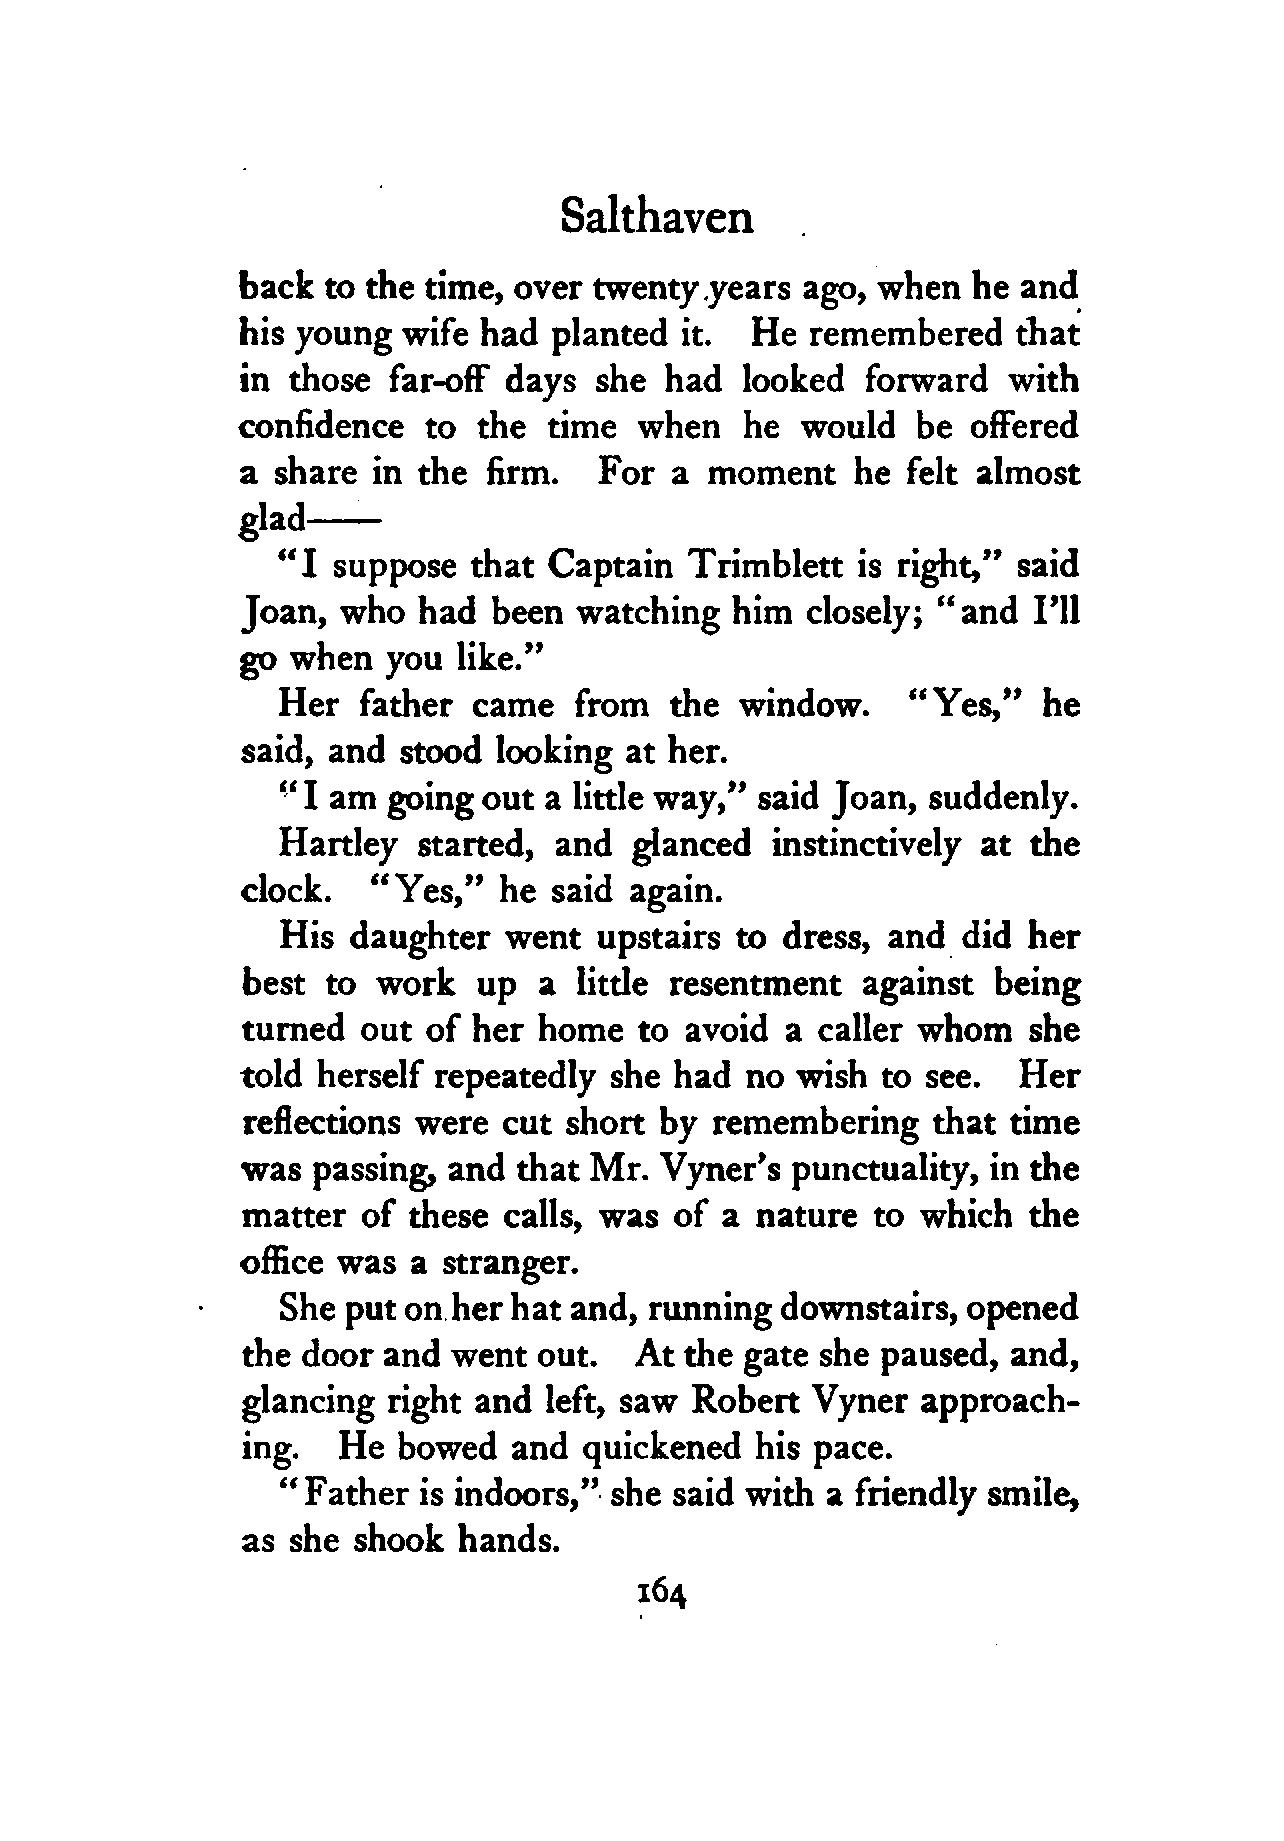 Salthaven
back to the time, over twenty years ago, when he and
his young wife had planted it. He remembered that
in those far-off days she had looked forward with
confidence to the time when he would be offered
a share in the firm. For a moment he felt almost
glad——
"I suppose that Captain Trimblett is right," said
Joan, who had been watching him closely; "and I'll
go when you like."
Her father came from the window. "Yes," he
said, and stood looking at her.
"I am going out a little way," said Joan, suddenly.
Hartley started, and glanced instinctively at the
clock. "Yes," he said again.
His daughter went upstairs to dress, and did her
best to work up a little resentment against being
turned out of her home to avoid a caller whom she
told herself repeatedly she had no wish to see. Her
reflections were cut short by remembering that time
was passing, and that Mr. Vyner's punctuality, in the
matter of these calls, was of a nature to which the
office was a stranger.
She put on her hat and, running downstairs, opened
the door and went out. At the gate she paused, and,
glancing right and left, saw Robert Vyner approach-
ing. He bowed and quickened his pace.
"Father is indoors," she said with a friendly smile,
as she shook hands.
164